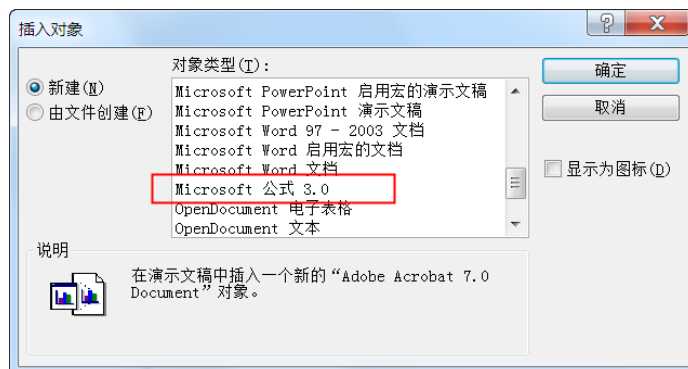 插入对象
对象类型(T):
新建(N)
由文件创建(F)
Microsoft PowerPoint 启用宏的演示文稿
Microsoft PowerPoint 演示文稿
Microsoft Word 97 - 2003 文档
Microsoft Word 启用宏的文档
Microsoft Word 文档
Microsoft 公式 3.0
OpenDocument 电子表格
OpenDocument 文本
确定
取消
显示为图标(D)
说明
在演示文稿中插入一个新的“Adobe Acrobat 7.0
Document”对象。